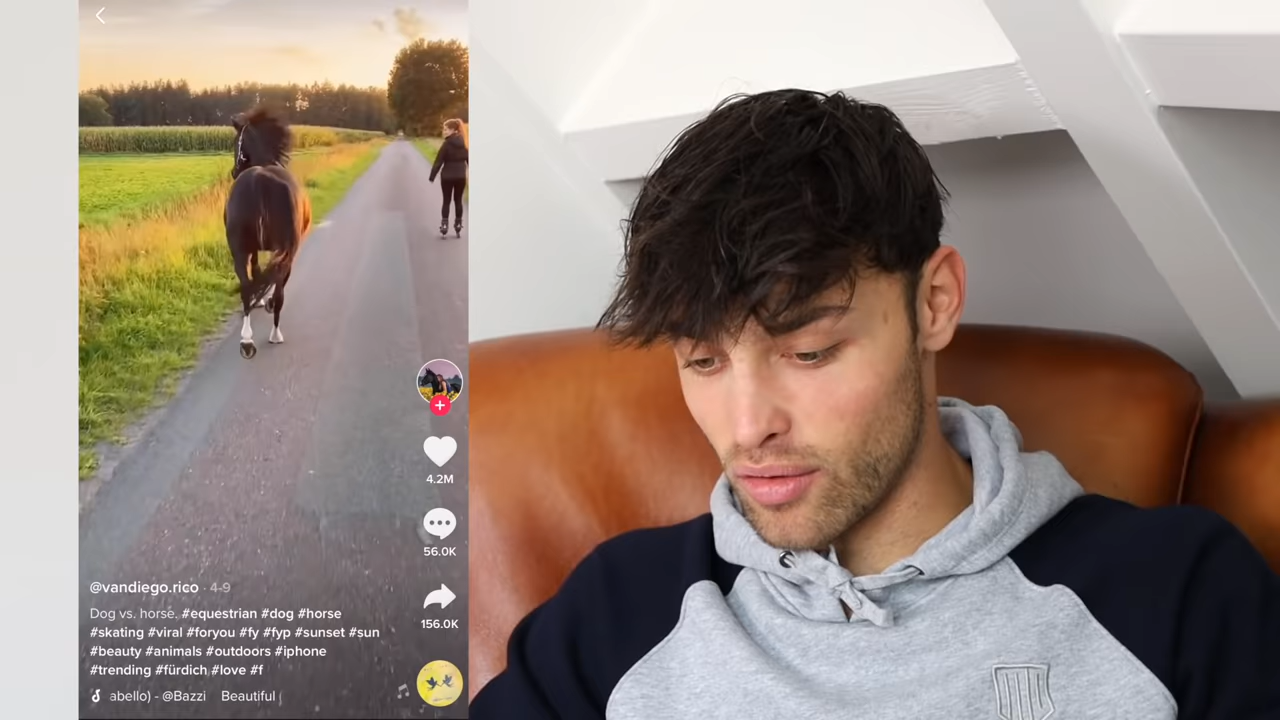 4.2M
56.0K
156.0K
@vandiego.rico · 4-9
Dog vs. horse. #equestrian #dog #horse
#skating #viral #foryou #fy #fyp #sunset #sun
#beauty #animals #outdoors #iphone
#trending #fürdich #love #f
abello) - @Bazzi Beautiful (